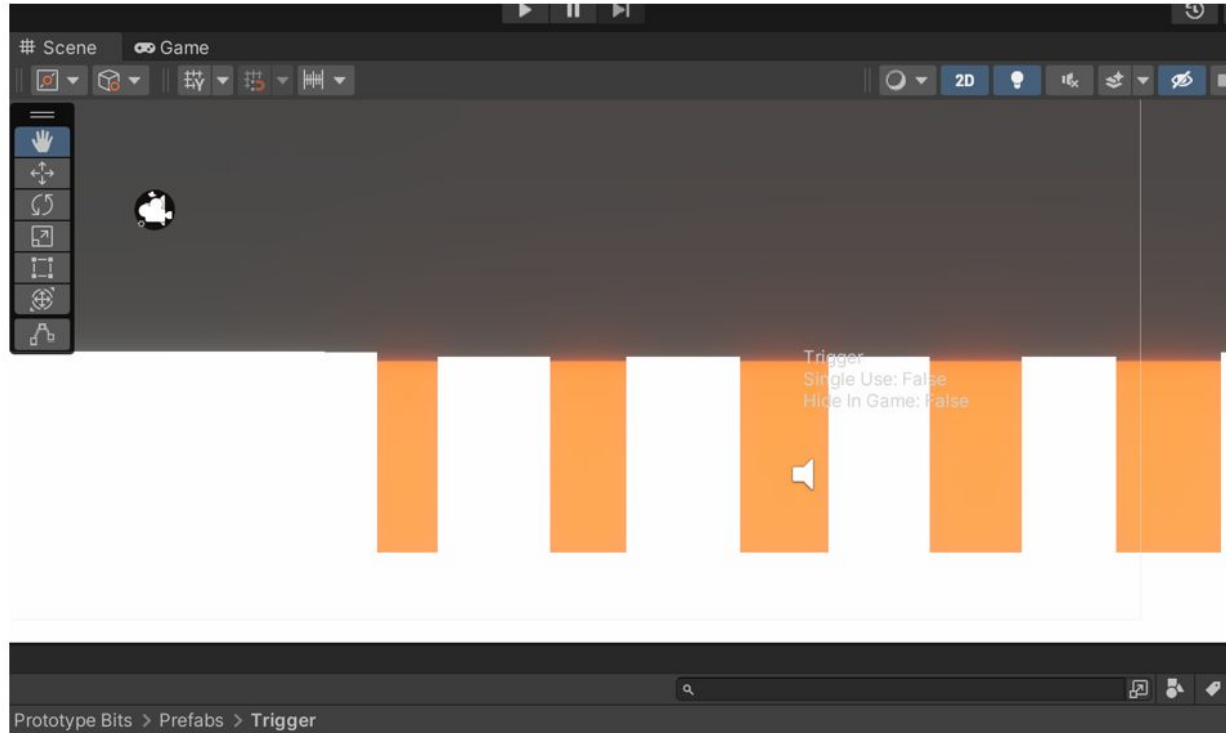 Scene
Game
2D
Trigger
Single Use: False
Hide In Game: False
Prototype Bits > Prefabs > Trigger